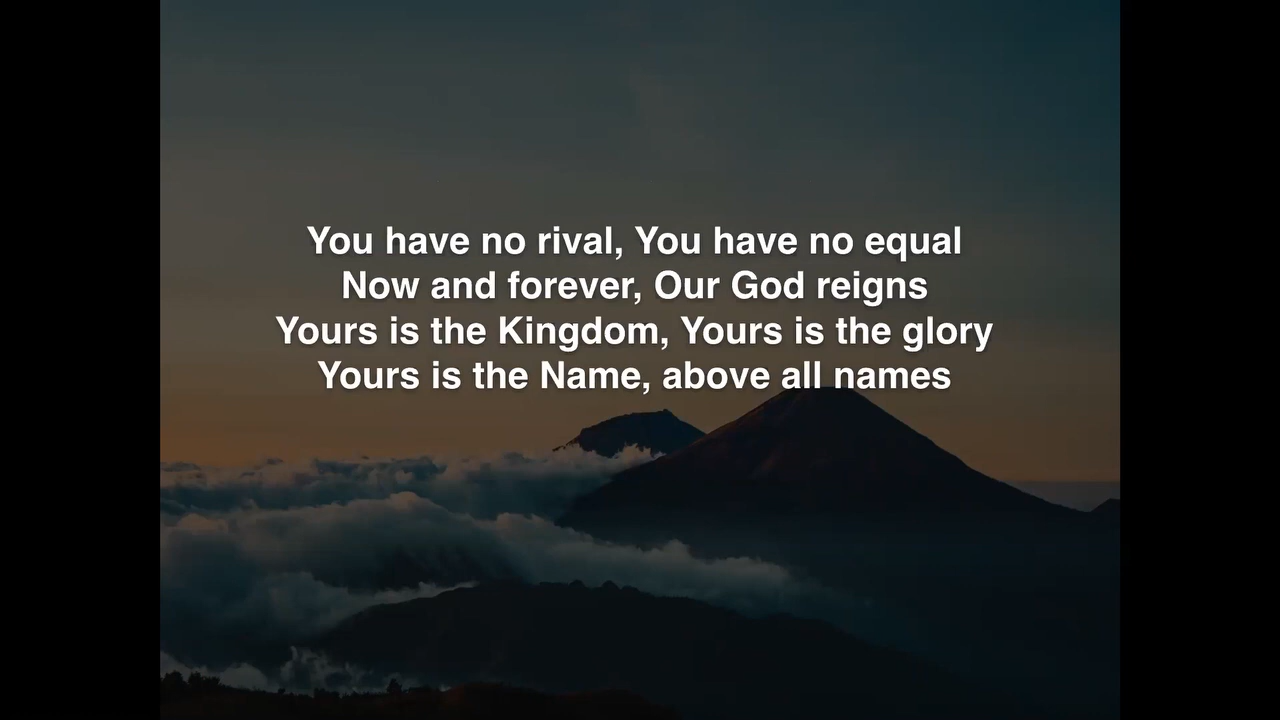 You have no rival, You have no equal
Now and forever, Our God reigns
Yours is the Kingdom, Yours is the glory
Yours is the Name, above all names